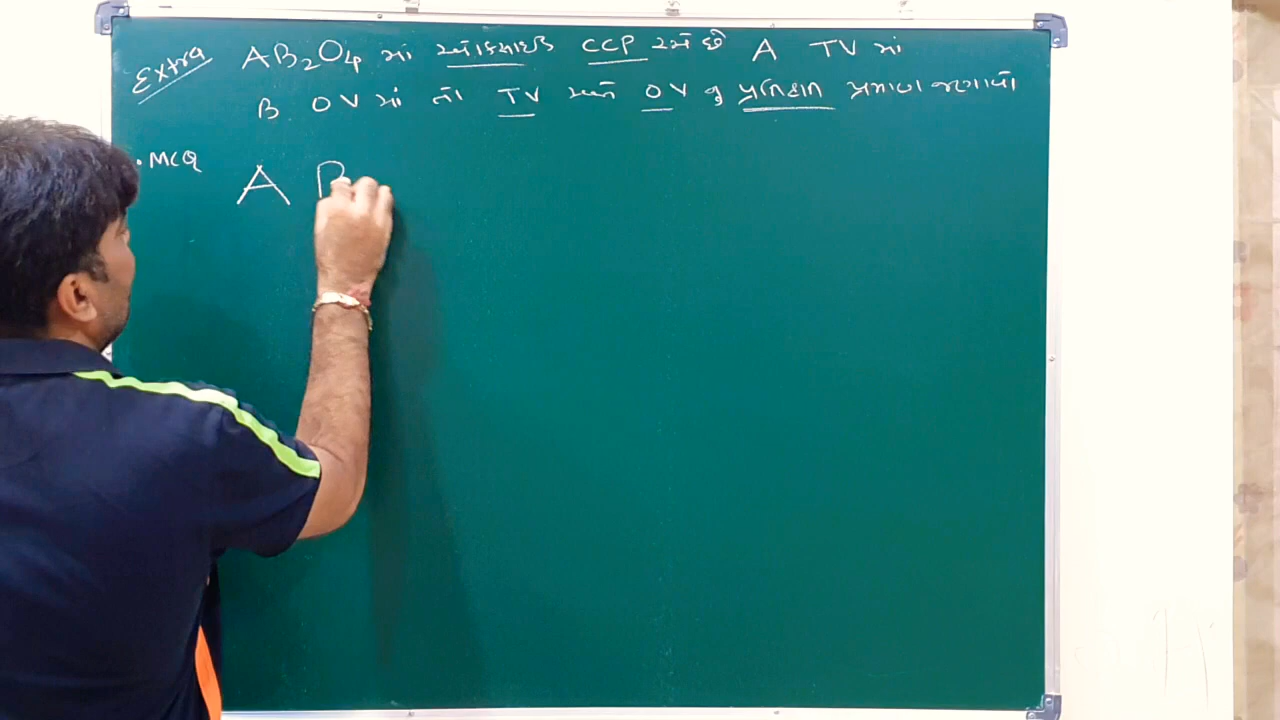 Extra AB₂O₄ માં ઓક્સાઇડ CCP રચે છે A TV માં
B OV માં તો TV અને OV નુ પ્રતિશત પ્રમાણ જણાવો
• MCQ
A B